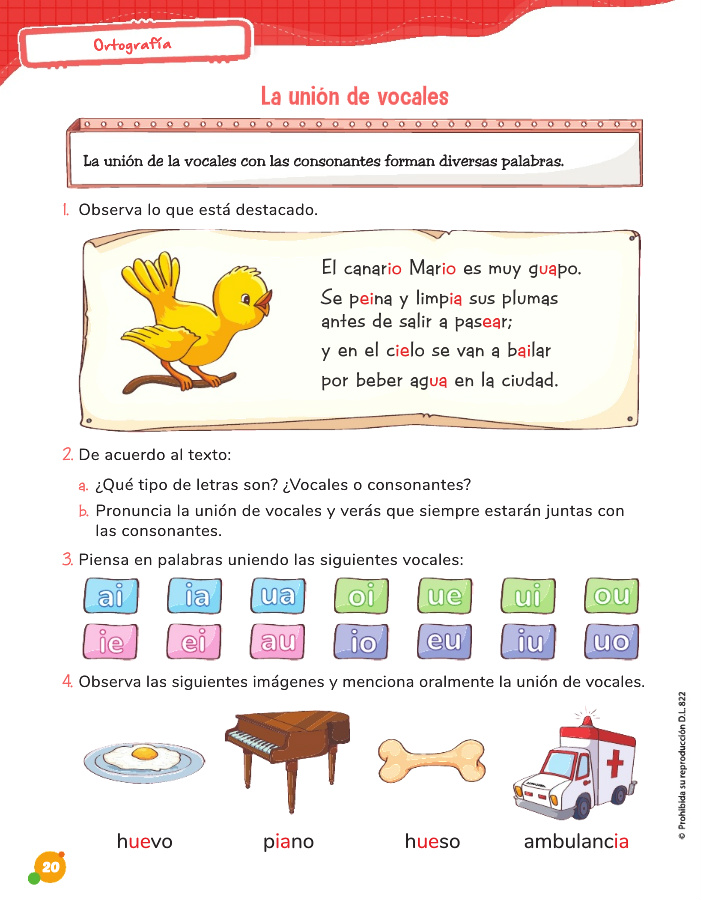 Ortografía
La unión de vocales
La unión de la vocales con las consonantes forman diversas palabras.
1. Observa lo que está destacado.
El canario Mario es muy guapo.
Se peina y limpia sus plumas
antes de salir a pasear;
y en el cielo se van a bailar
por beber agua en la ciudad.
2. De acuerdo al texto:
a. ¿Qué tipo de letras son? ¿Vocales o consonantes?
b. Pronuncia la unión de vocales y verás que siempre estarán juntas con
las consonantes.
3. Piensa en palabras uniendo las siguientes vocales:
ai ia ua oi ue ui ou
ie ei au io eu iu uo
4. Observa las siguientes imágenes y menciona oralmente la unión de vocales.
huevo piano hueso ambulancia
20
© Prohibida su reproducción D.L. 822